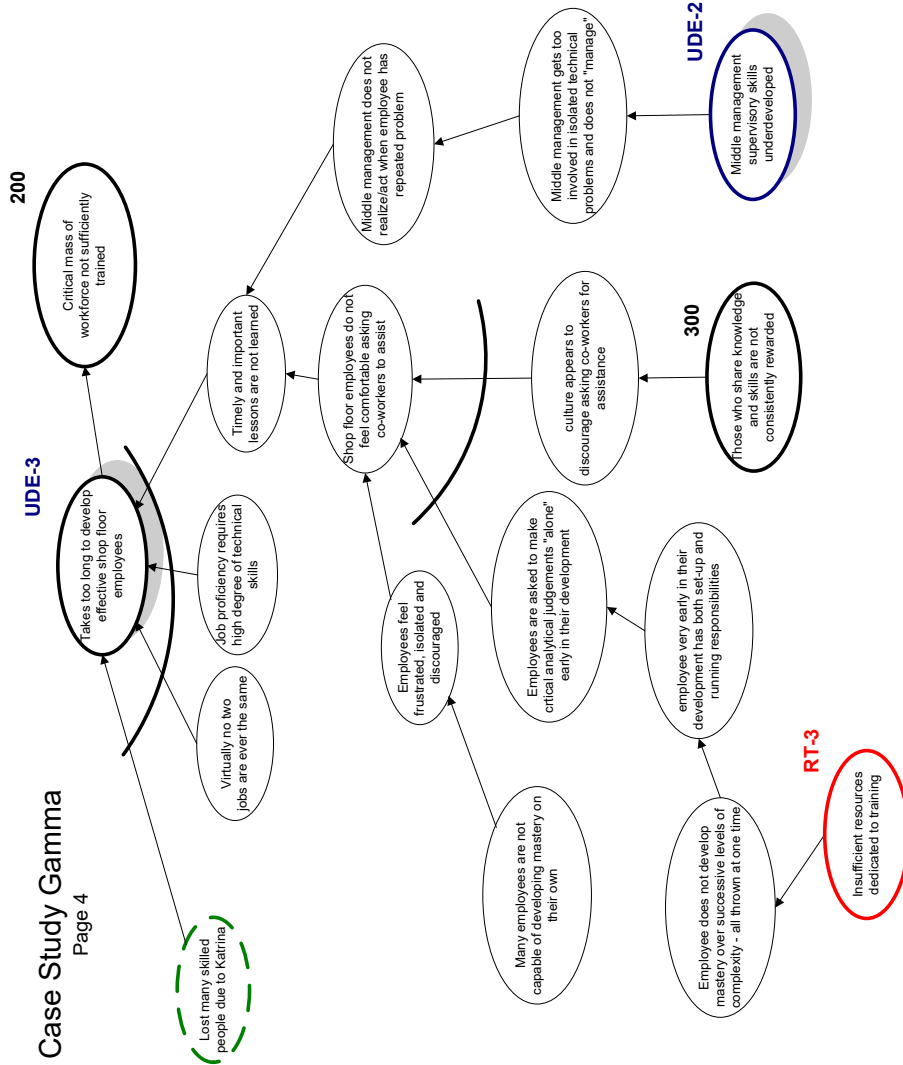 Case Study Gamma
Page 4
UDE-3
200
Takes too long to develop
effective shop floor
employees
Critical mass of
workforce not sufficiently
trained
Lost many skilled
people due to Katrina
Virtually no two
jobs are ever the same
Job proficiency requires
high degree of technical
skills
Timely and important
lessons are not learned
Middle management does not
realize/act when employee has
repeated problem
Employees feel
frustrated, isolated and
discouraged
Shop floor employees do not
feel comfortable asking
co-workers to assist
Many employees are not
capable of developing mastery on
their own
Employees are asked to make
crtical analytical judgements "alone"
early in their development
culture appears to
discourage asking co-workers for
assistance
Middle management gets too
involved in isolated technical
problems and does not "manage"
Employee does not develop
mastery over successive levels of
complexity - all thrown at one time
employee very early in their
development has both set-up and
running responsibilities
300
Those who share knowledge
and skills are not
consistently rewarded
UDE-2
Middle management
supervisory skills
underdeveloped
RT-3
Insufficient resources
dedicated to training